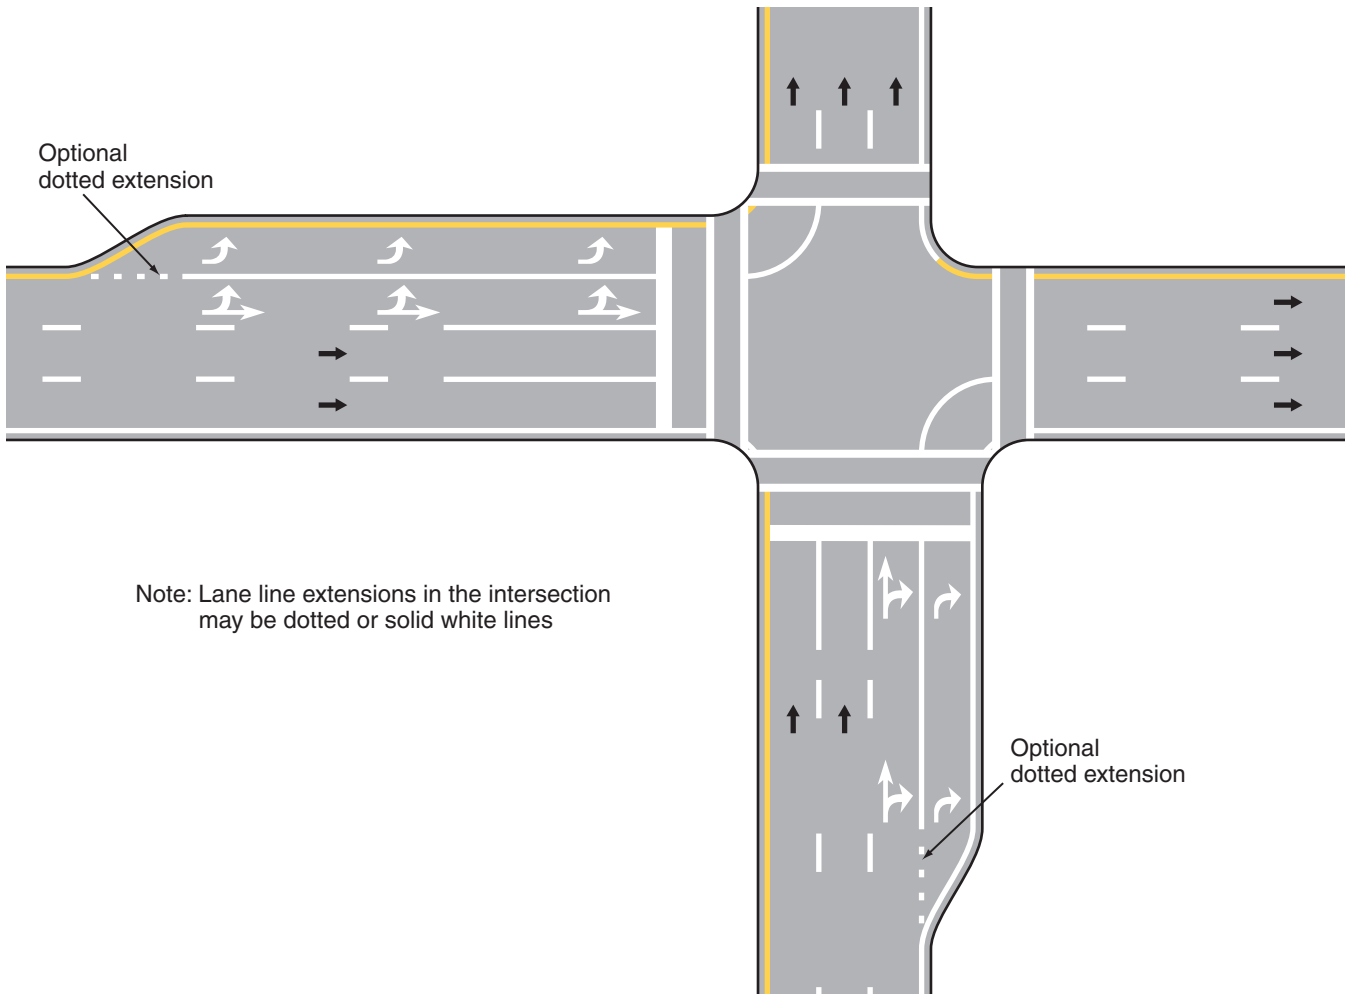 Optional
dotted extension
Note: Lane line extensions in the intersection
may be dotted or solid white lines
Optional
dotted extension